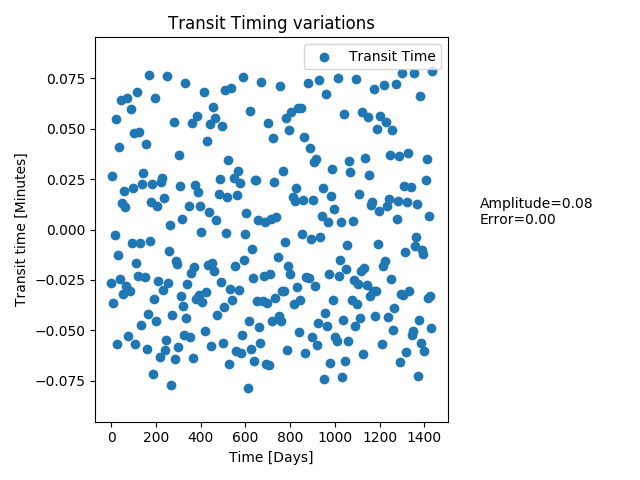 Transit Timing variations
Transit Time
0.075
0.050
0.025
0.000
−0.025
−0.050
−0.075
Transit time [Minutes]
0 200 400 600 800 1000 1200 1400
Time [Days]
Amplitude=0.08
Error=0.00